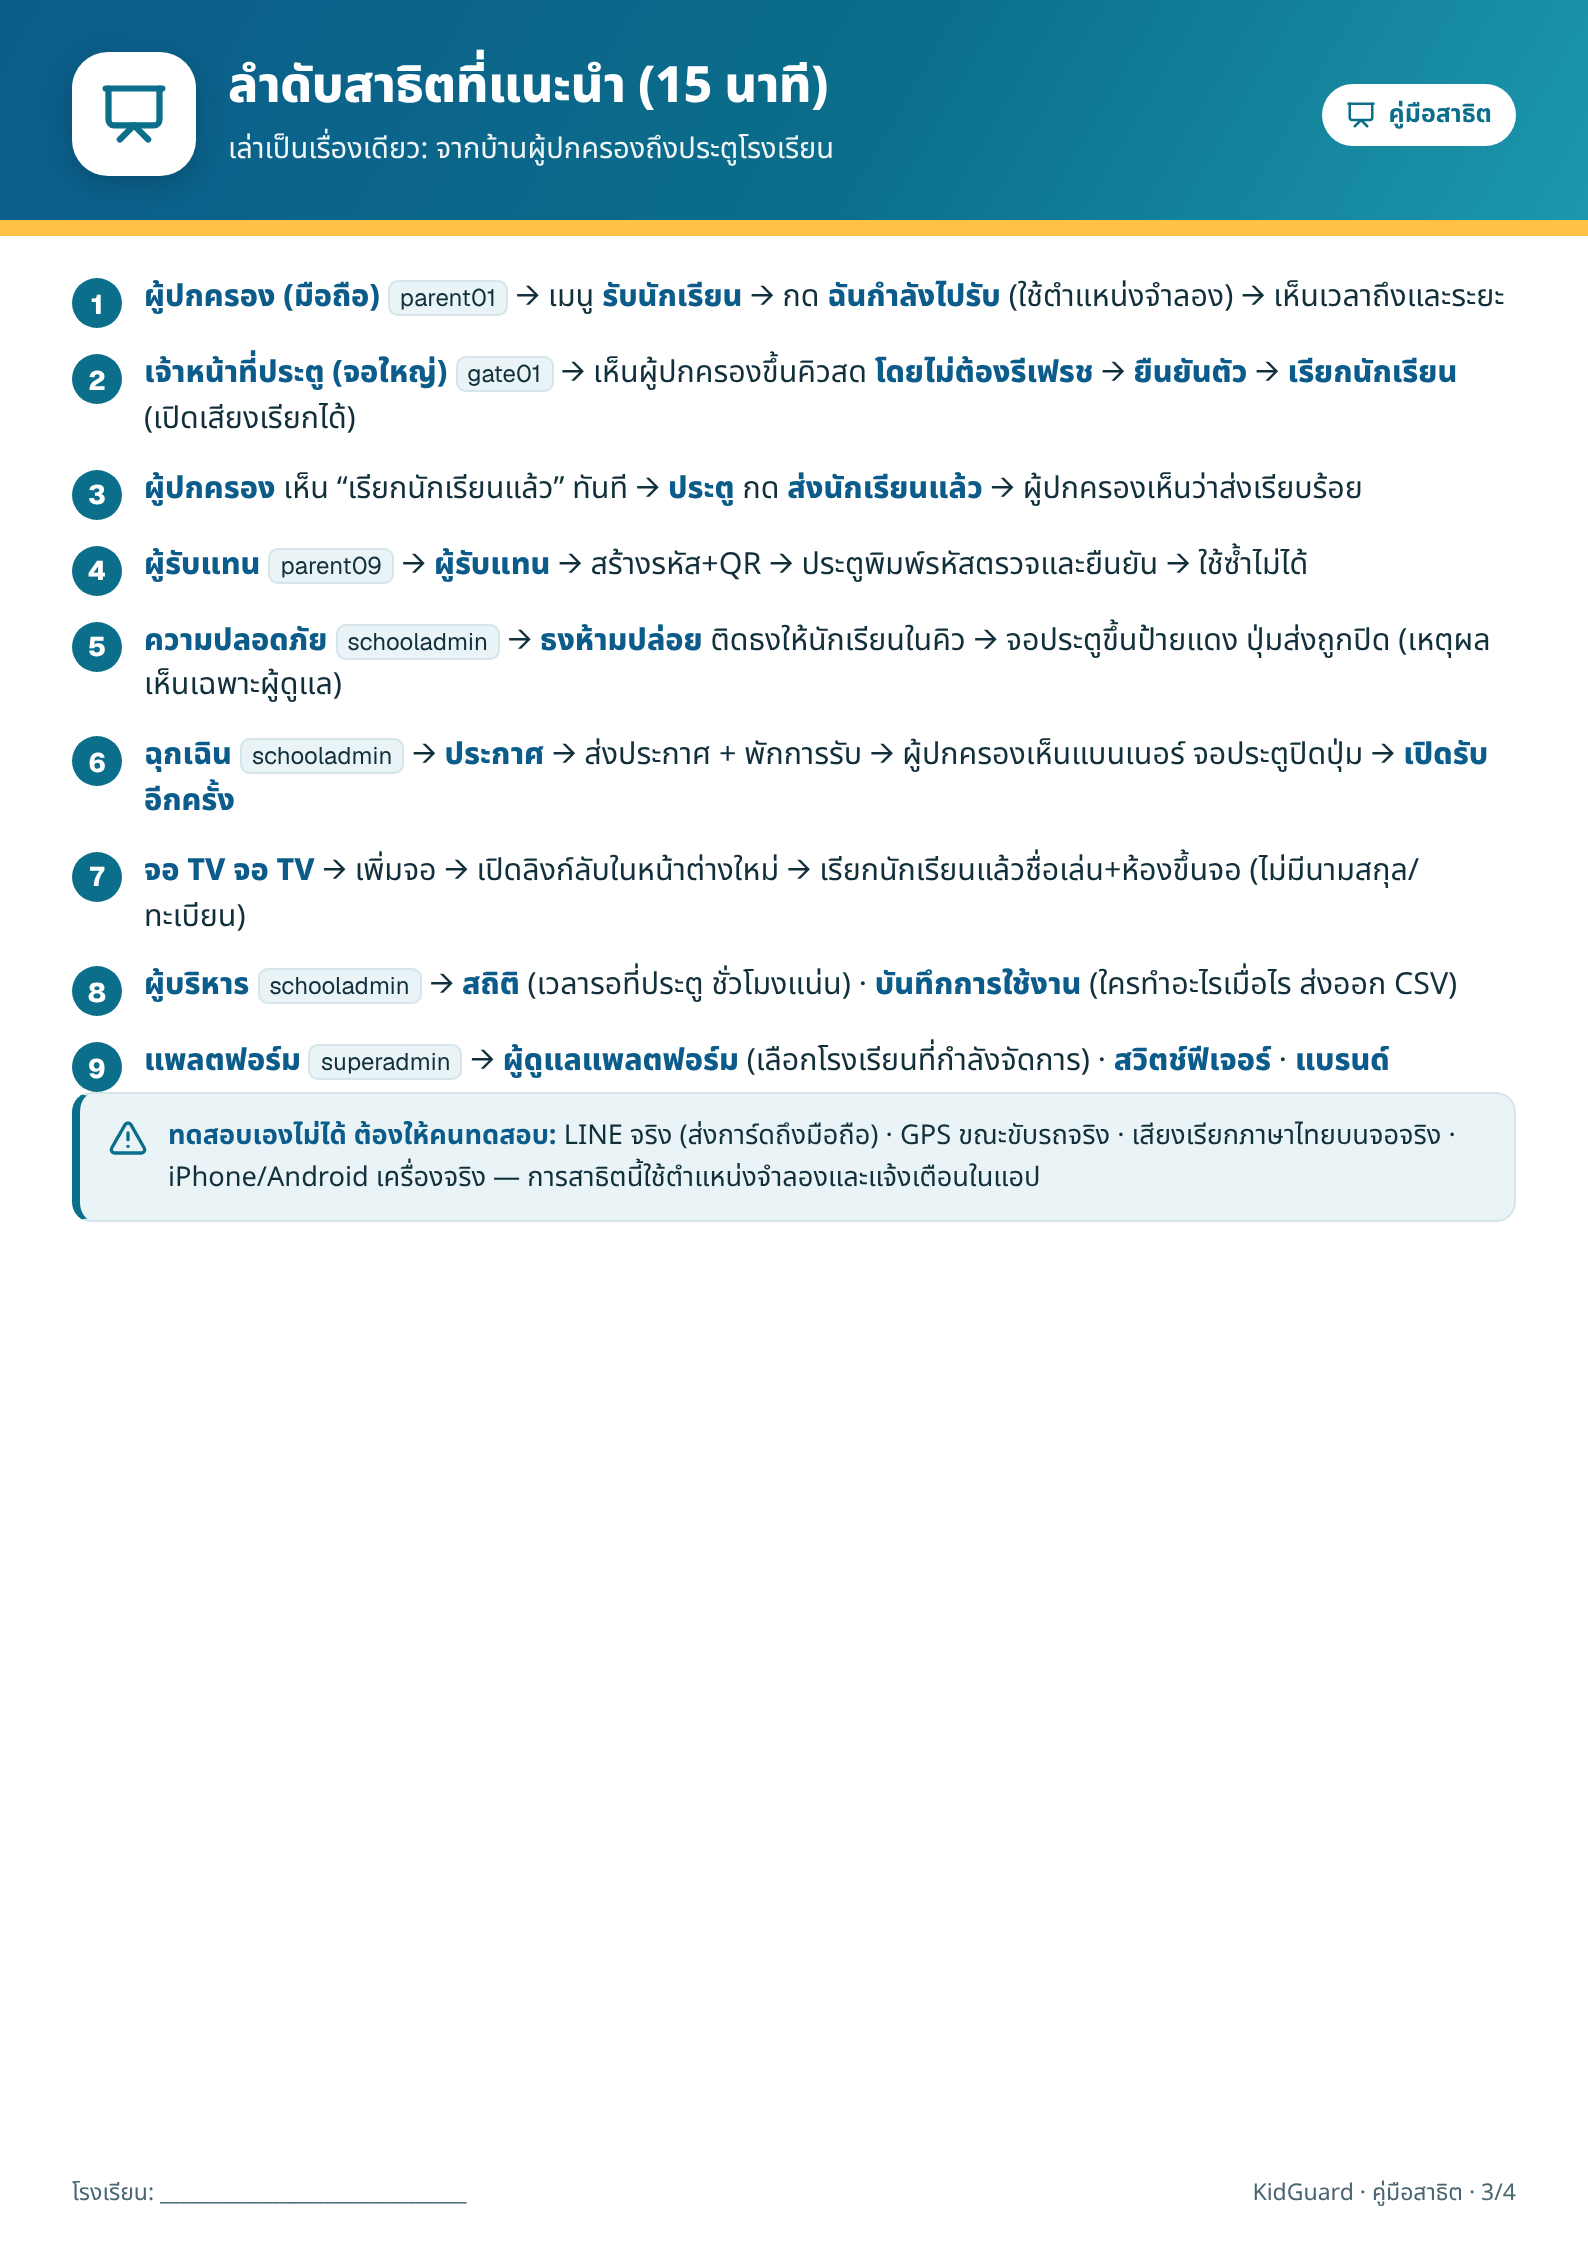 ลำดับสาธิตที่แนะนำ (15 นาที)
เล่าเป็นเรื่องเดียว: จากบ้านผู้ปกครองถึงประตูโรงเรียน
คู่มือสาธิต
1 ผู้ปกครอง (มือถือ) parent01 → เมนู รับนักเรียน → กด ฉันกำลังไปรับ (ใช้ตำแหน่งจำลอง) → เห็นเวลาถึงและระยะ
2 เจ้าหน้าที่ประตู (จอใหญ่) gate01 → เห็นผู้ปกครองขึ้นคิวสด โดยไม่ต้องรีเฟรช → ยืนยันตัว → เรียกนักเรียน
(เปิดเสียงเรียกได้)
3 ผู้ปกครอง เห็น “เรียกนักเรียนแล้ว” ทันที → ประตู กด ส่งนักเรียนแล้ว → ผู้ปกครองเห็นว่าส่งเรียบร้อย
4 ผู้รับแทน parent09 → ผู้รับแทน → สร้างรหัส+QR → ประตูพิมพ์รหัสตรวจและยืนยัน → ใช้ซ้ำไม่ได้
5 ความปลอดภัย schooladmin → ธงห้ามปล่อย ติดธงให้นักเรียนในคิว → จอประตูขึ้นป้ายแดง ปุ่มส่งถูกปิด (เหตุผล
เห็นเฉพาะผู้ดูแล)
6 ฉุกเฉิน schooladmin → ประกาศ → ส่งประกาศ + พักการรับ → ผู้ปกครองเห็นแบนเนอร์ จอประตูปิดปุ่ม → เปิดรับ
อีกครั้ง
7 จอ TV จอ TV → เพิ่มจอ → เปิดลิงก์ลับในหน้าต่างใหม่ → เรียกนักเรียนแล้วชื่อเล่น+ห้องขึ้นจอ (ไม่มีนามสกุล/
ทะเบียน)
8 ผู้บริหาร schooladmin → สถิติ (เวลารอที่ประตู ชั่วโมงแน่น) · บันทึกการใช้งาน (ใครทำอะไรเมื่อไร ส่งออก CSV)
9 แพลตฟอร์ม superadmin → ผู้ดูแลแพลตฟอร์ม (เลือกโรงเรียนที่กำลังจัดการ) · สวิตช์ฟีเจอร์ · แบรนด์
ทดสอบเองไม่ได้ ต้องให้คนทดสอบ: LINE จริง (ส่งการ์ดถึงมือถือ) · GPS ขณะขับรถจริง · เสียงเรียกภาษาไทยบนจอจริง ·
iPhone/Android เครื่องจริง — การสาธิตนี้ใช้ตำแหน่งจำลองและแจ้งเตือนในแอป
โรงเรียน: ____________________________
KidGuard · คู่มือสาธิต · 3/4